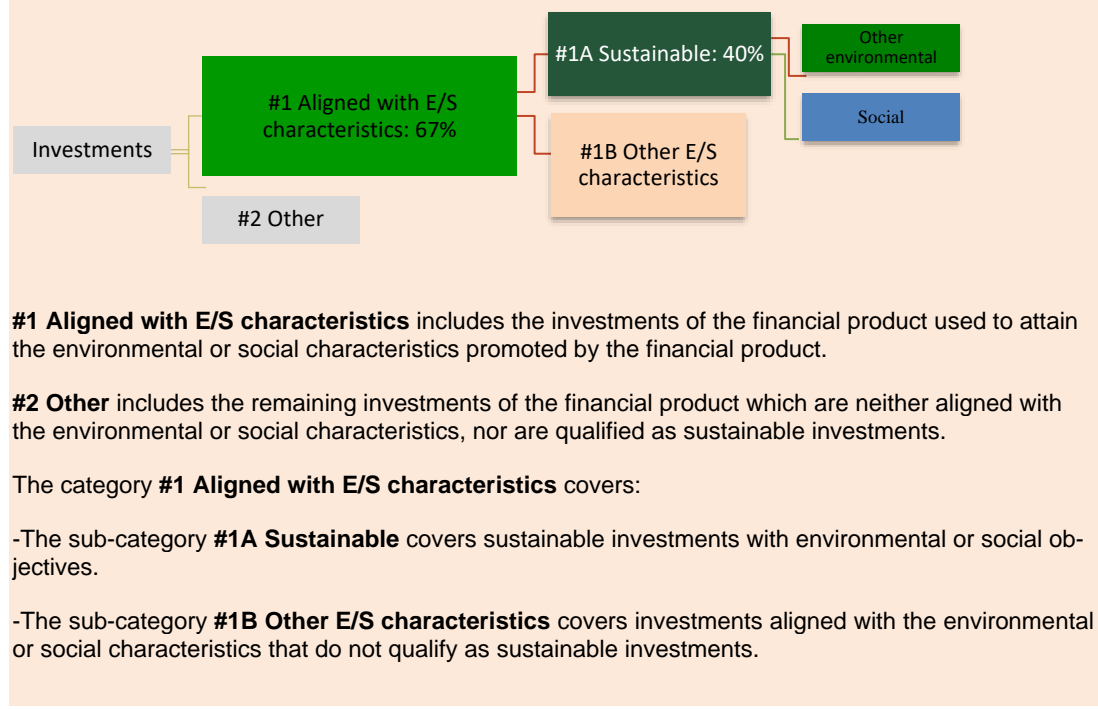 Investments
#1 Aligned with E/S
characteristics: 67%
#2 Other
#1A Sustainable: 40%
#1B Other E/S
characteristics
Other
environmental
Social
#1 Aligned with E/S characteristics includes the investments of the financial product used to attain
the environmental or social characteristics promoted by the financial product.
#2 Other includes the remaining investments of the financial product which are neither aligned with
the environmental or social characteristics, nor are qualified as sustainable investments.
The category #1 Aligned with E/S characteristics covers:
-The sub-category #1A Sustainable covers sustainable investments with environmental or social ob-
jectives.
-The sub-category #1B Other E/S characteristics covers investments aligned with the environmental
or social characteristics that do not qualify as sustainable investments.